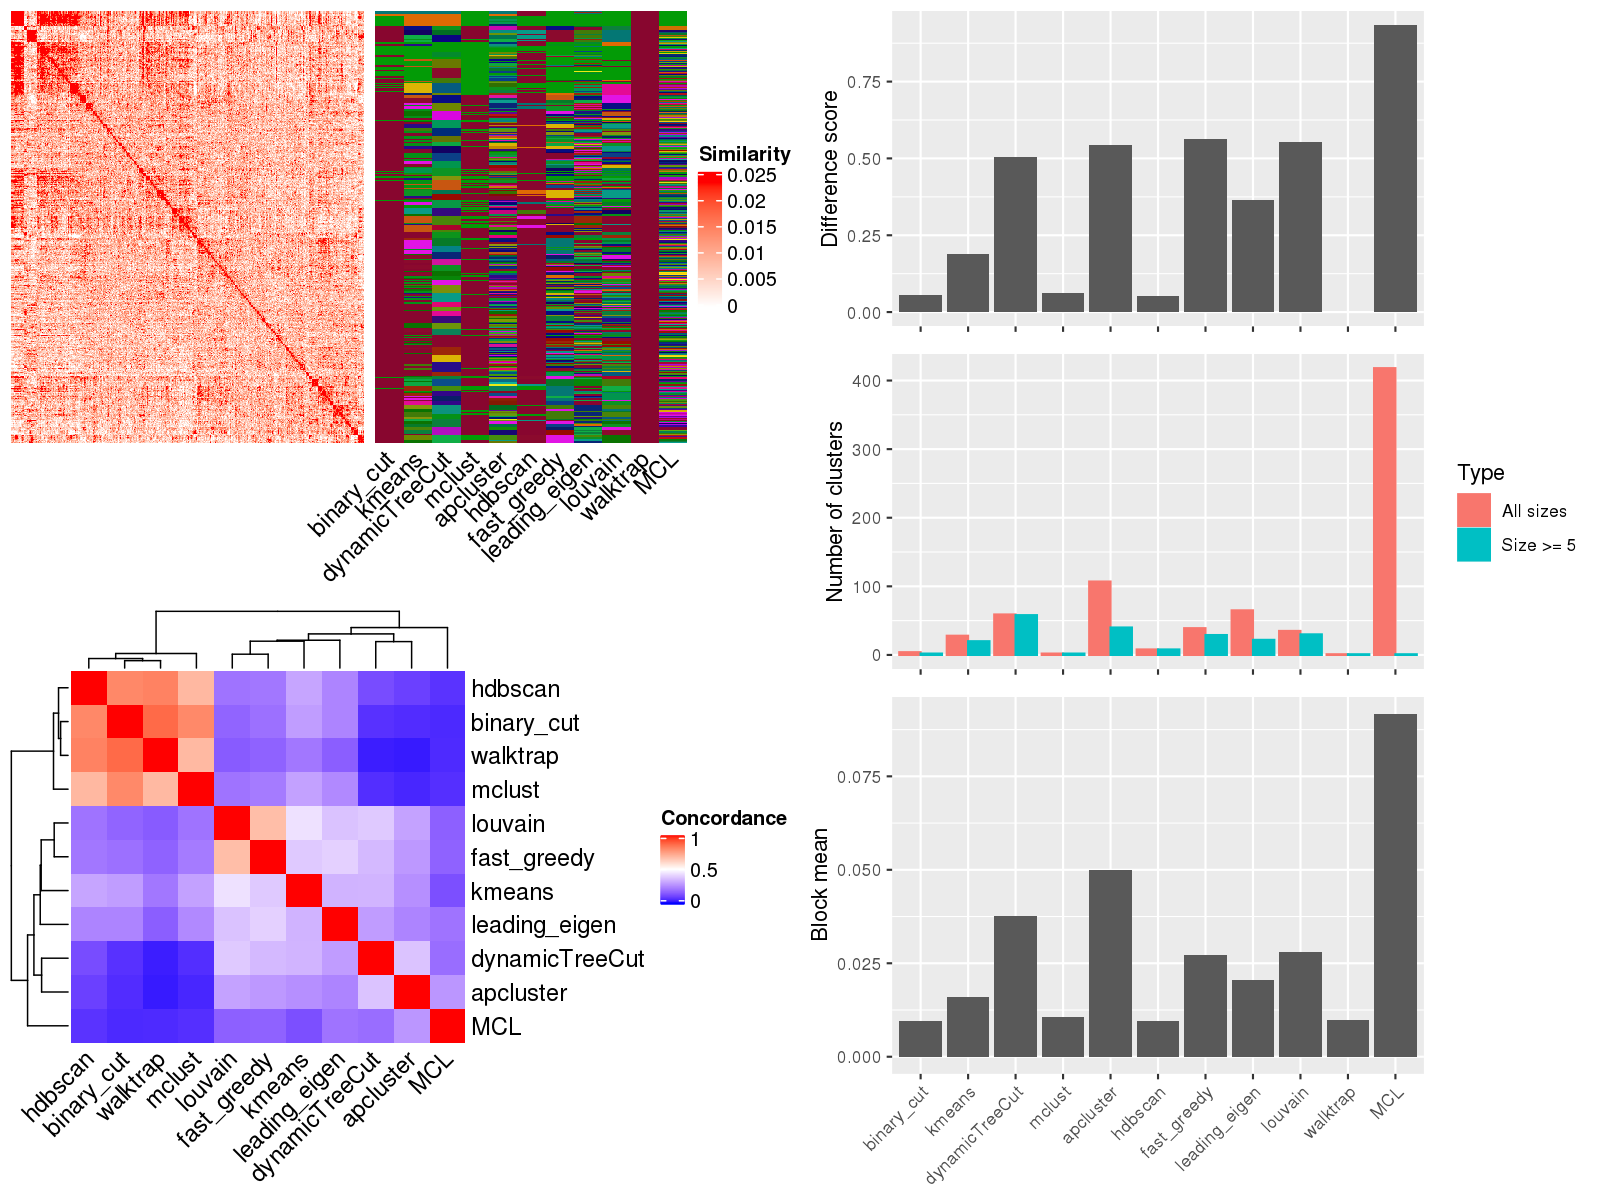 Similarity
0.025
0.02
0.015
0.01
0.005
0
binary_cut
kmeans
dynamicTreeCut
mclust
apcluster
hdbscan
fast_greedy
leading_eigen
louvain
walktrap
MCL
Difference score
0.75
0.50
0.25
0.00
Number of clusters
400
300
200
100
0
Type
All sizes
Size >= 5
Block mean
0.075
0.050
0.025
0.000
binary_cut
kmeans
dynamicTreeCut
mclust
apcluster
hdbscan
fast_greedy
leading_eigen
louvain
walktrap
MCL
hdbscan
binary_cut
walktrap
mclust
louvain
fast_greedy
kmeans
leading_eigen
dynamicTreeCut
apcluster
MCL
Concordance
1
0.5
0
hdbscan
binary_cut
walktrap
mclust
louvain
fast_greedy
kmeans
leading_eigen
dynamicTreeCut
apcluster
MCL